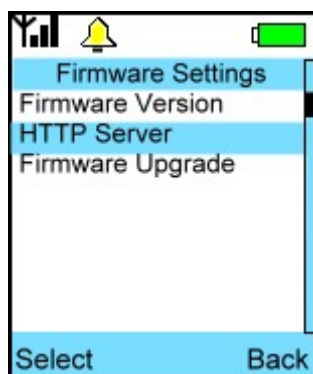 Firmware Settings
Firmware Version
HTTP Server
Firmware Upgrade
Select Back